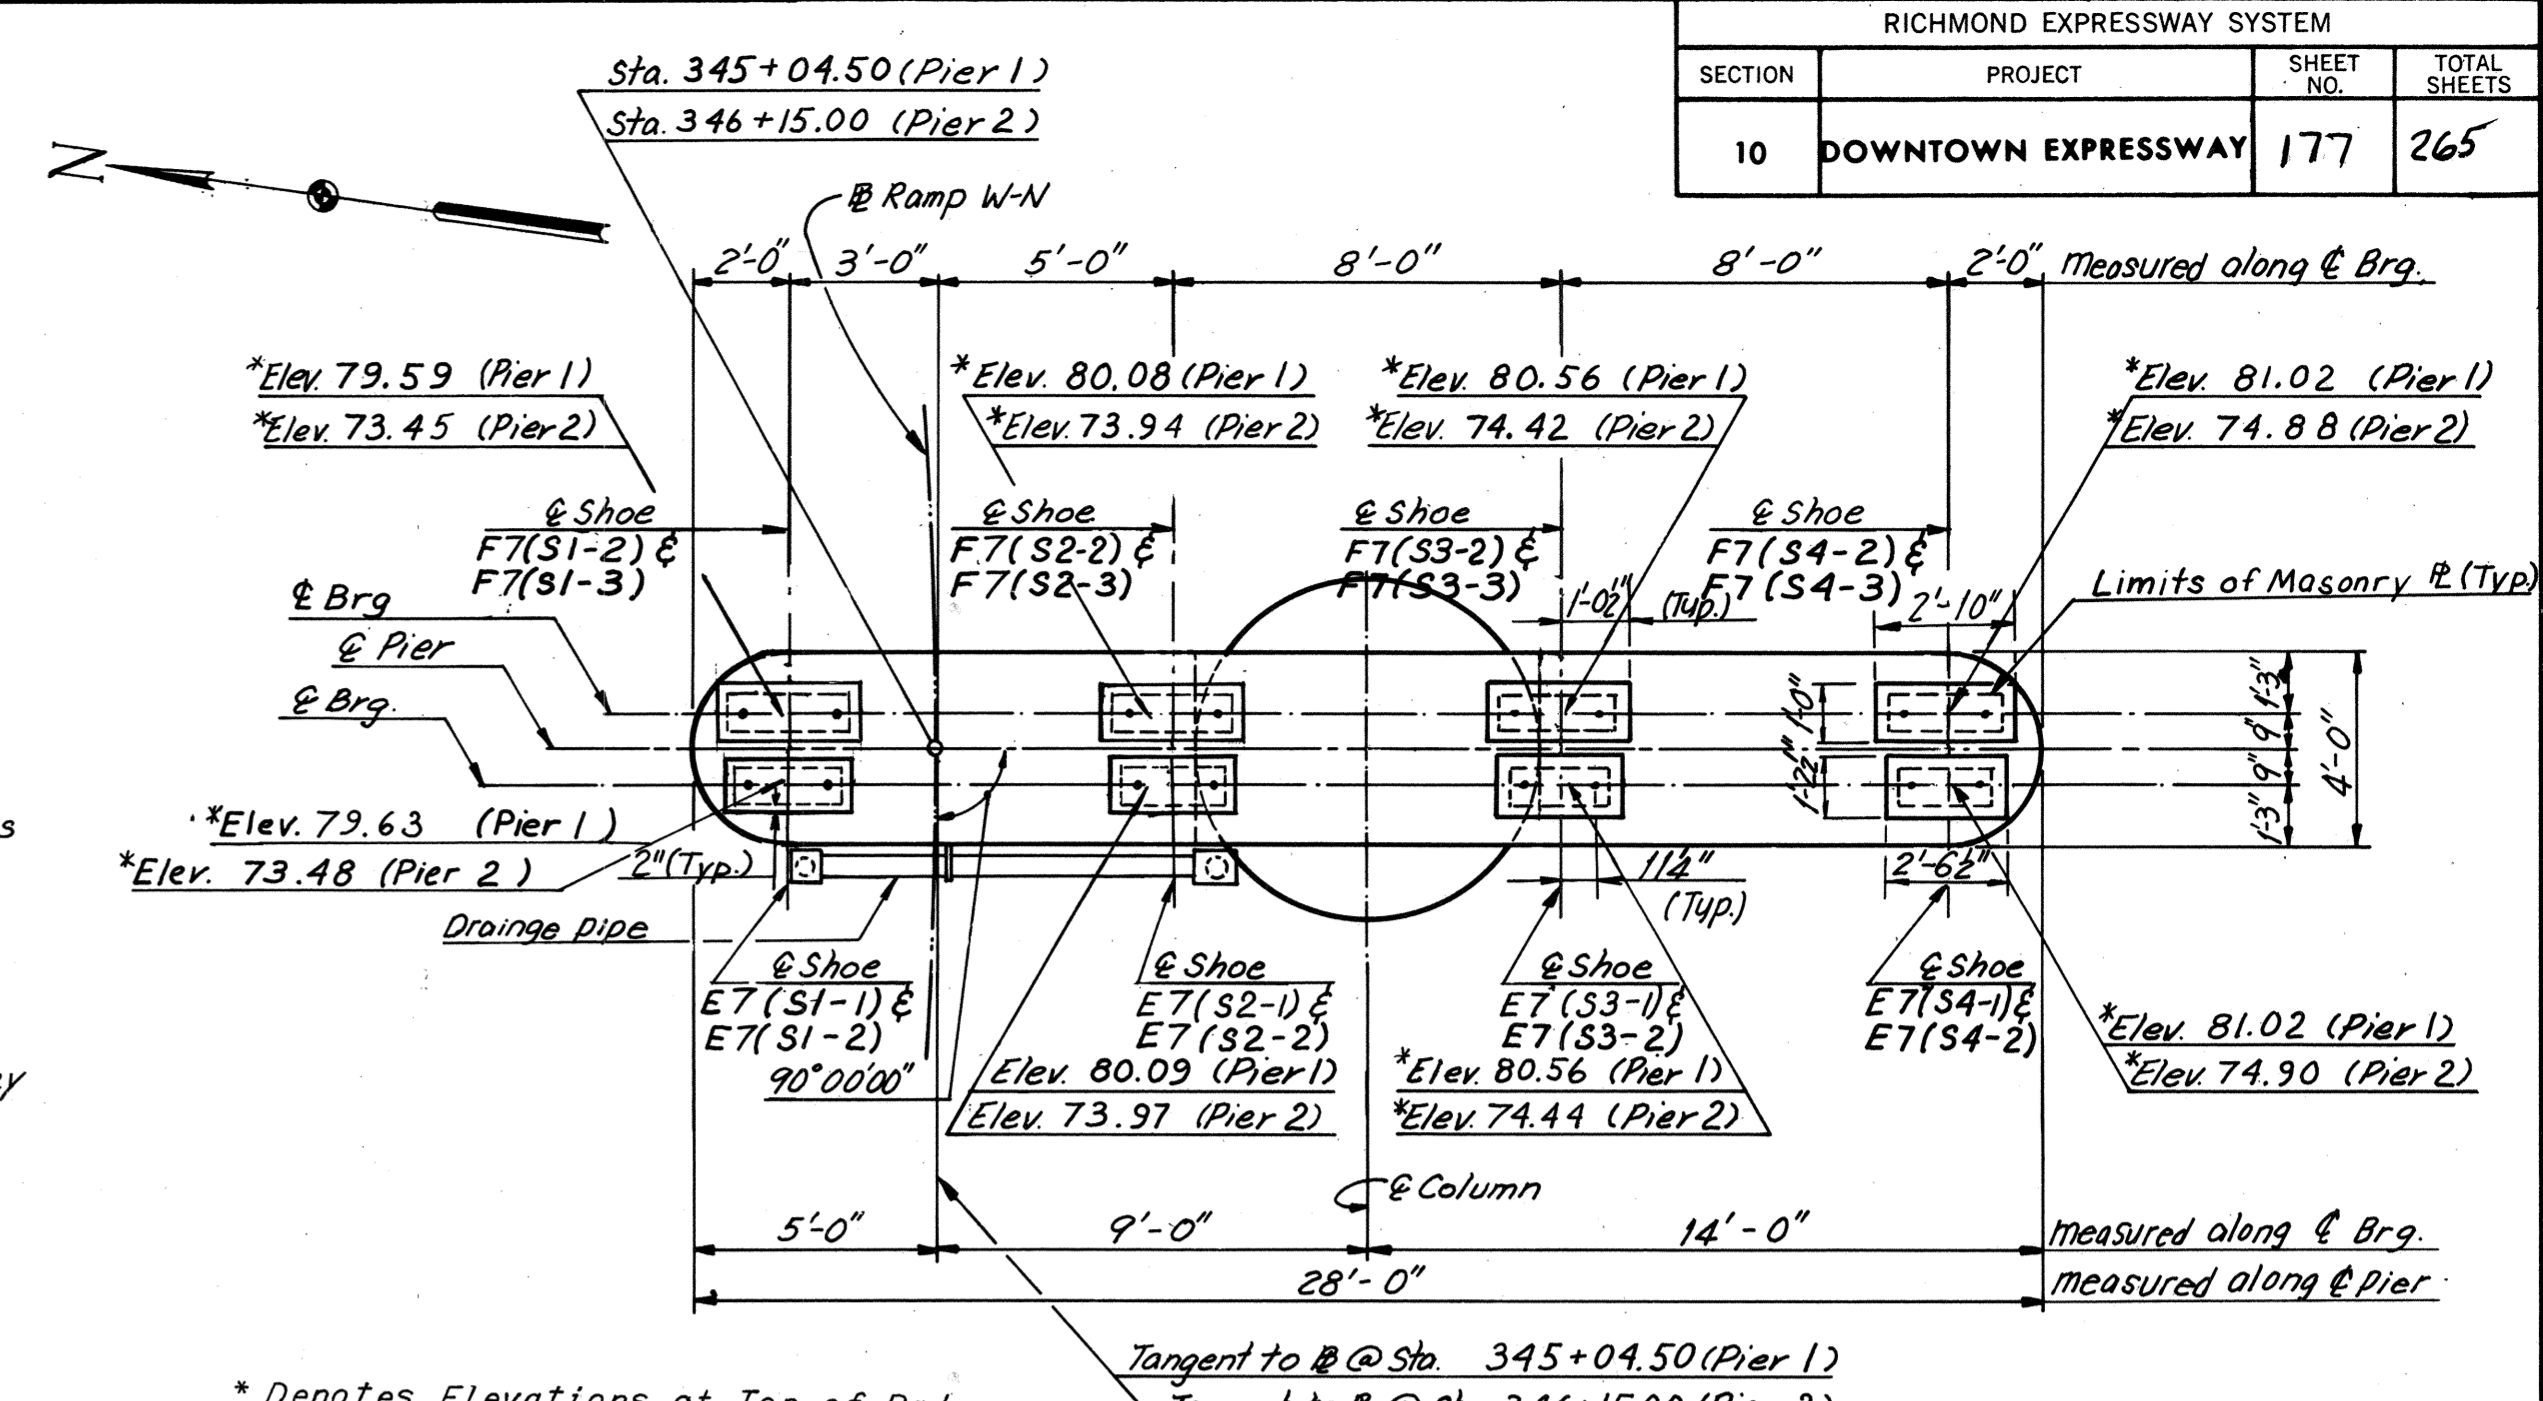 RICHMOND EXPRESSWAY SYSTEM
SECTION PROJECT SHEET NO. TOTAL SHEETS
10 DOWNTOWN EXPRESSWAY 177 265
Sta. 345+04.50 (Pier 1)
Sta. 346+15.00 (Pier 2)
N
℄ Ramp W-N
2'-0" 3'-0" 5'-0" 8'-0" 8'-0" 2'-0" measured along ℄ Brg.
*Elev. 79.59 (Pier 1)
*Elev. 73.45 (Pier 2)
*Elev. 80.08 (Pier 1)
*Elev. 73.94 (Pier 2)
*Elev. 80.56 (Pier 1)
*Elev. 74.42 (Pier 2)
*Elev. 81.02 (Pier 1)
*Elev. 74.88 (Pier 2)
℄ Shoe
F7(S1-2) &
F7(S1-3)
℄ Shoe
F7(S2-2) &
F7(S2-3)
℄ Shoe
F7(S3-2) &
F7(S3-3)
℄ Shoe
F7(S4-2) &
F7(S4-3)
1'-0½" (Typ.)
2'-10"
Limits of Masonry ℙL (Typ.)
℄ Brg
℄ Pier
℄ Brg.
1'-0"
1'-2½"
1'-3"
9"
9"
1'-3"
4'-0"
*Elev. 79.63 (Pier 1)
*Elev. 73.48 (Pier 2)
2" (Typ.)
Drainge pipe
11¼"
(Typ.)
2'-6½"
℄ Shoe
E7(S1-1) &
E7(S1-2)
℄ Shoe
E7(S2-1) &
E7(S2-2)
℄ Shoe
E7(S3-1) &
E7(S3-2)
℄ Shoe
E7(S4-1) &
E7(S4-2)
90°00'00"
Elev. 80.09 (Pier 1)
Elev. 73.97 (Pier 2)
*Elev. 80.56 (Pier 1)
*Elev. 74.44 (Pier 2)
*Elev. 81.02 (Pier 1)
*Elev. 74.90 (Pier 2)
℄ Column
5'-0" 9'-0" 14'-0" measured along ℄ Brg.
28'-0" measured along ℄ Pier
Tangent to ℄ @ Sta. 345+04.50 (Pier 1)
* Denotes Elevations at Top of